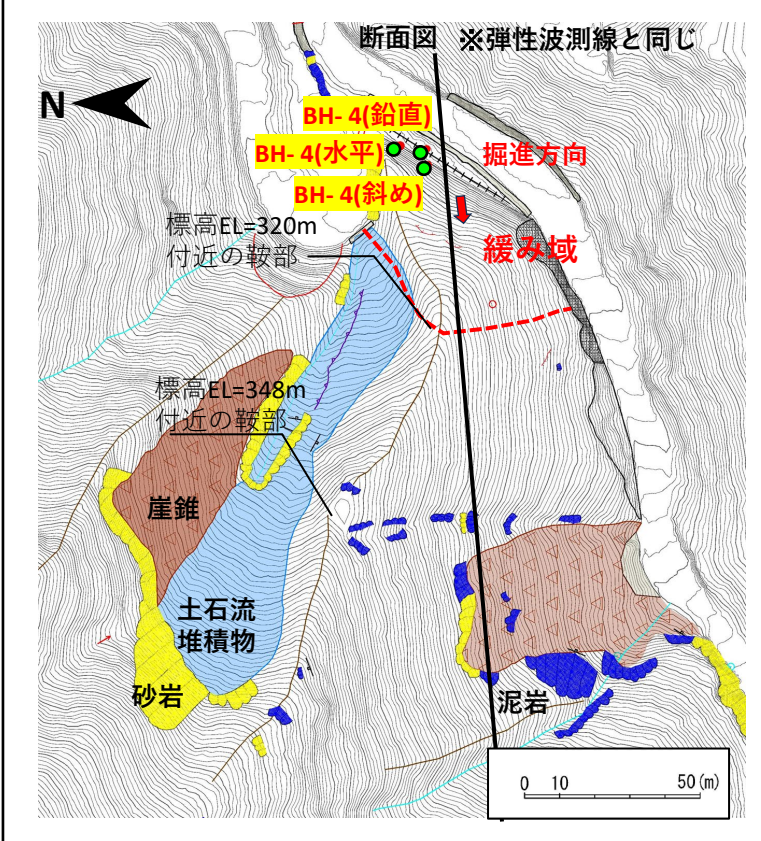 断面図 ※弾性波測線と同じ
N
BH- 4(鉛直)
BH- 4(水平)
掘進方向
BH- 4(斜め)
標高EL=320m
付近の鞍部
緩み域
標高EL=348m
付近の鞍部
崖錐
土石流
堆積物
砂岩
泥岩
0 10 50 (m)